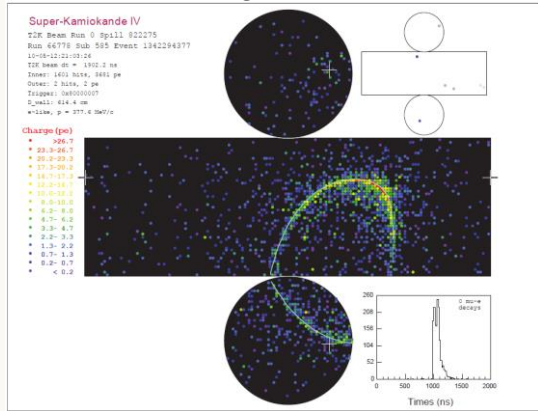 Super-Kamiokande IV
T2K Beam Run 0 Spill 822275
Run 66778 Sub 585 Event 134229437
10-05-12:21:03:26
T2K beam dt = 1902.2 ns
Inner: 1601 hits, 3681 pe
Outer: 2 hits, 2 pe
Trigger: 0x80000007
D_wall: 614.4 cm
e-like, p = 377.6 MeV/c
Charge(pe)
>26.7
23.3-26.7
20.2-23.3
17.3-20.2
14.7-17.3
12.2-14.7
10.0-12.2
8.0-10.0
6.2- 8.0
4.7- 6.2
3.3- 4.7
2.2- 3.3
1.3- 2.2
0.7- 1.3
0.2- 0.7
< 0.2
0 mu-e
decays
260
208
156
104
52
0
0 500 1000 1500 2000
Times (ns)